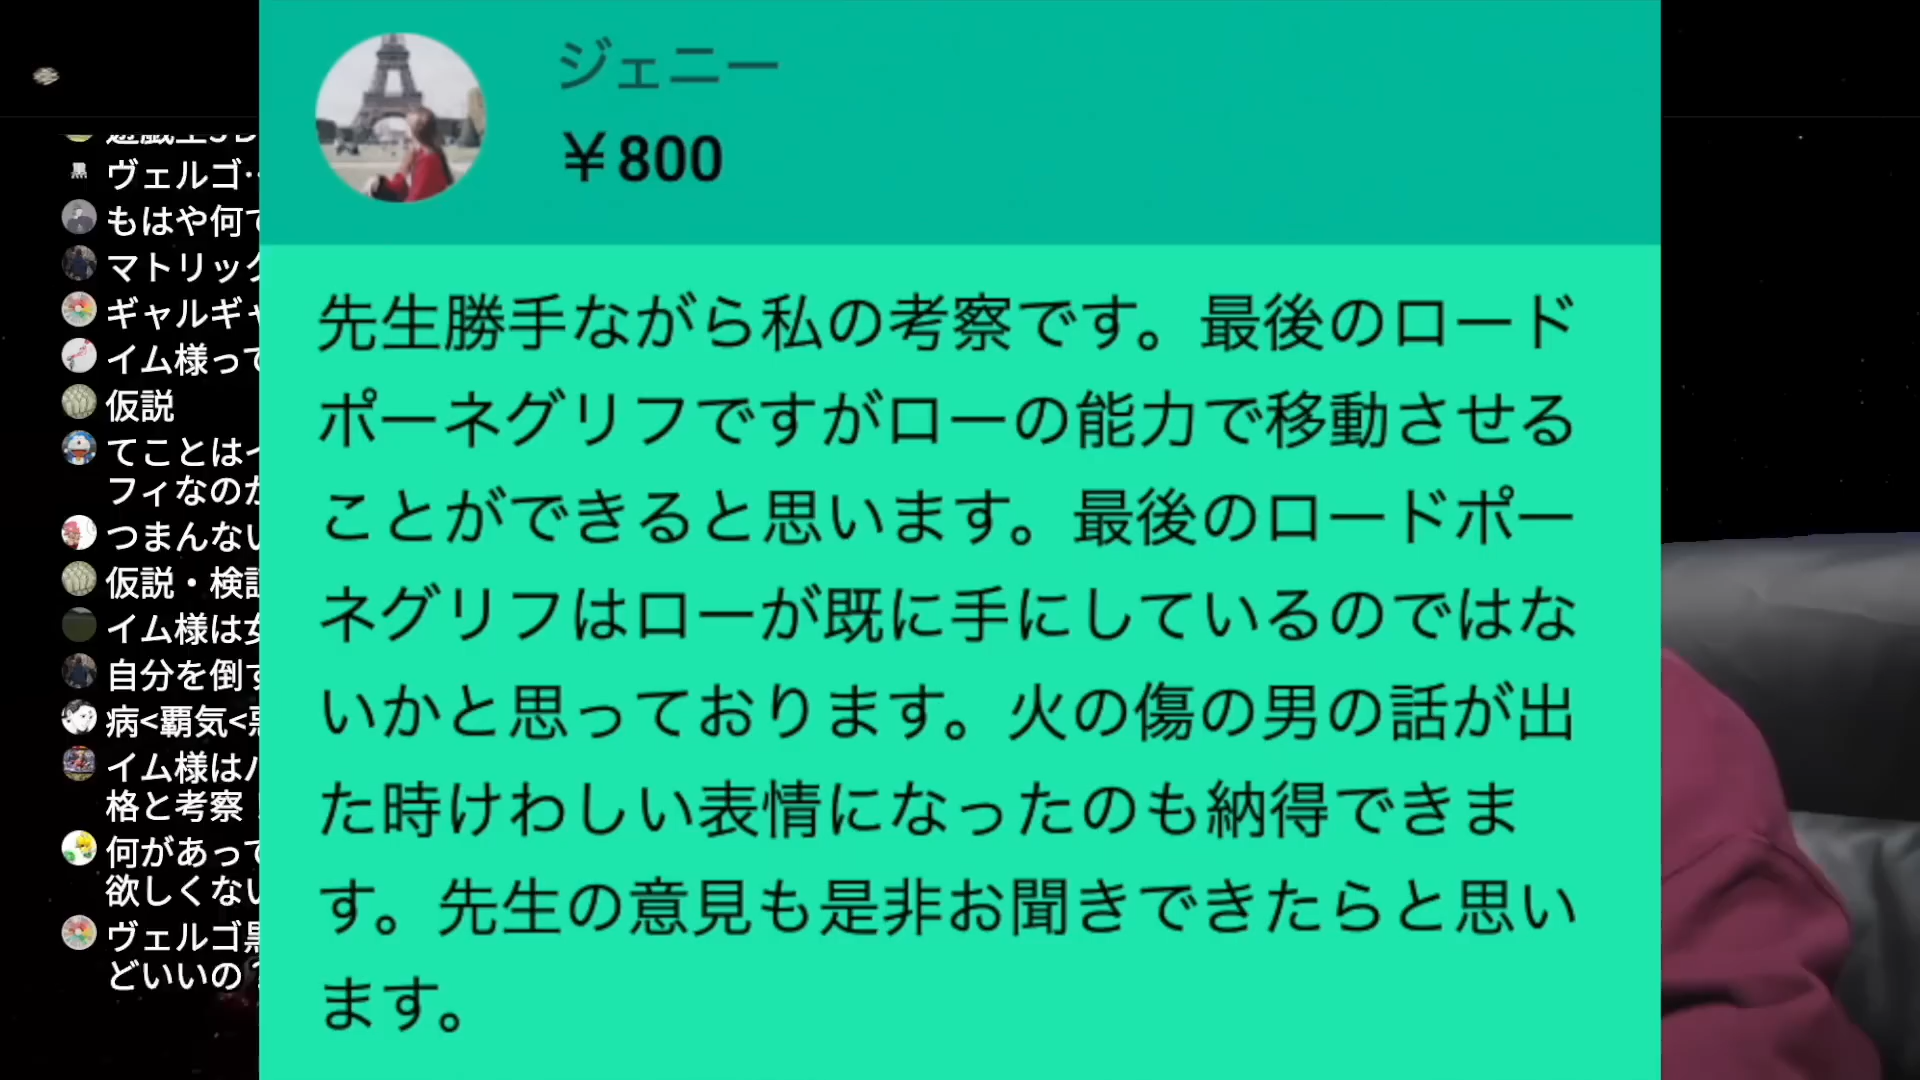 ヴェルゴ‥
もはや何
マトリッ
ギャルギャ
イム様って
仮説
てことは
フィなのか
つまんない
仮説・検証
イム様は女
自分を倒す
病<覇気<悪
イム様は
格と考察！
何があって
欲しくない
ヴェルゴ黒
どいいの？
ジェニー
￥800
先生勝手ながら私の考察です。最後のロード
ポーネグリフですがローの能力で移動させる
ことができると思います。最後のロードポー
ネグリフはローが既に手にしているのではな
いかと思っております。火の傷の男の話が出
た時けわしい表情になったのも納得できま
す。先生の意見も是非お聞きできたらと思い
ます。